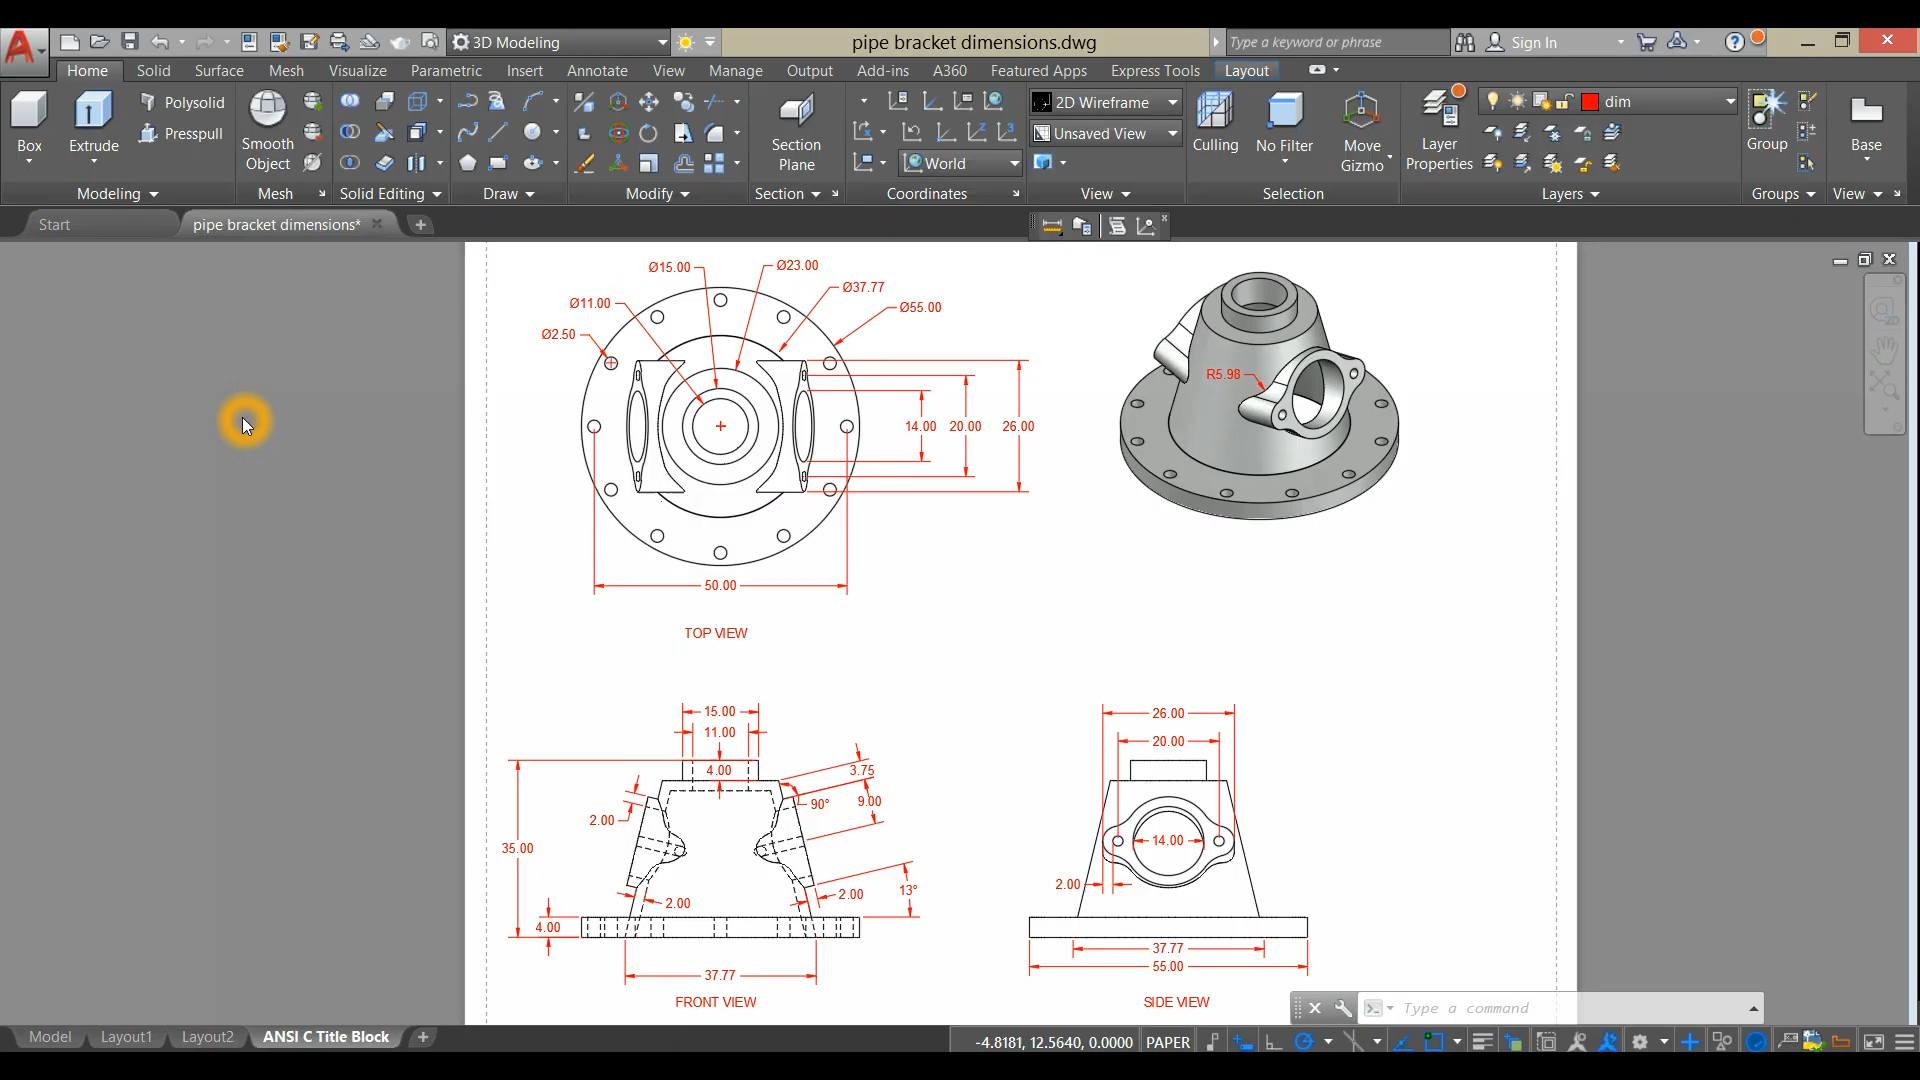 3D Modeling
pipe bracket dimensions.dwg
Type a keyword or phrase
Sign In
Home Solid Surface Mesh Visualize Parametric Insert Annotate View Manage Output Add-ins A360 Featured Apps Express Tools Layout
Box
Extrude
Polysolid
Presspull
Smooth
Object
Section
Plane
World
2D Wireframe
Unsaved View
Culling
No Filter
Move
Gizmo
Layer
Properties
dim
Group
Base
Modeling
Mesh
Solid Editing
Draw
Modify
Section
Coordinates
View
Selection
Layers
Groups
View
Start
pipe bracket dimensions*
Ø15.00
Ø23.00
Ø37.77
Ø11.00
Ø55.00
Ø2.50
14.00
20.00
26.00
50.00
TOP VIEW
R5.98
15.00
11.00
4.00
3.75
9.00
90°
2.00
35.00
13°
2.00
2.00
4.00
37.77
FRONT VIEW
26.00
20.00
14.00
2.00
37.77
55.00
SIDE VIEW
Type a command
Model
Layout1
Layout2
ANSI C Title Block
-4.8181, 12.5640, 0.0000
PAPER